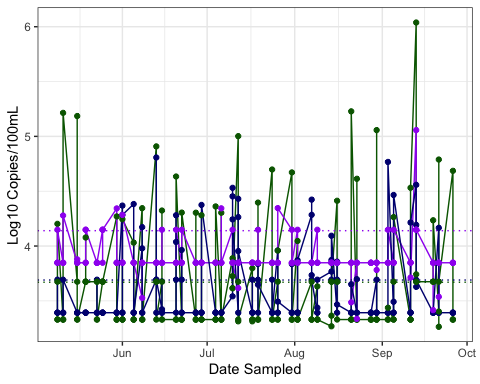 6
5
4
Log10 Copies/100mL
Jun Jul Aug Sep Oct
Date Sampled